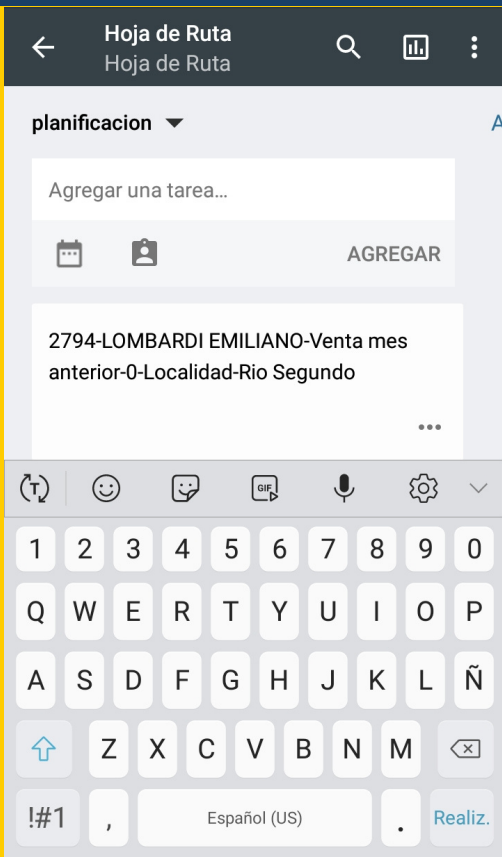 Hoja de Ruta
Hoja de Ruta
planificacion
A
Agregar una tarea...
AGREGAR
2794-LOMBARDI EMILIANO-Venta mes
anterior-0-Localidad-Rio Segundo
T GIF
1 2 3 4 5 6 7 8 9 0
Q W E R T Y U I O P
A S D F G H J K L Ñ
Z X C V B N M
!#1 , Español (US) . Realiz.